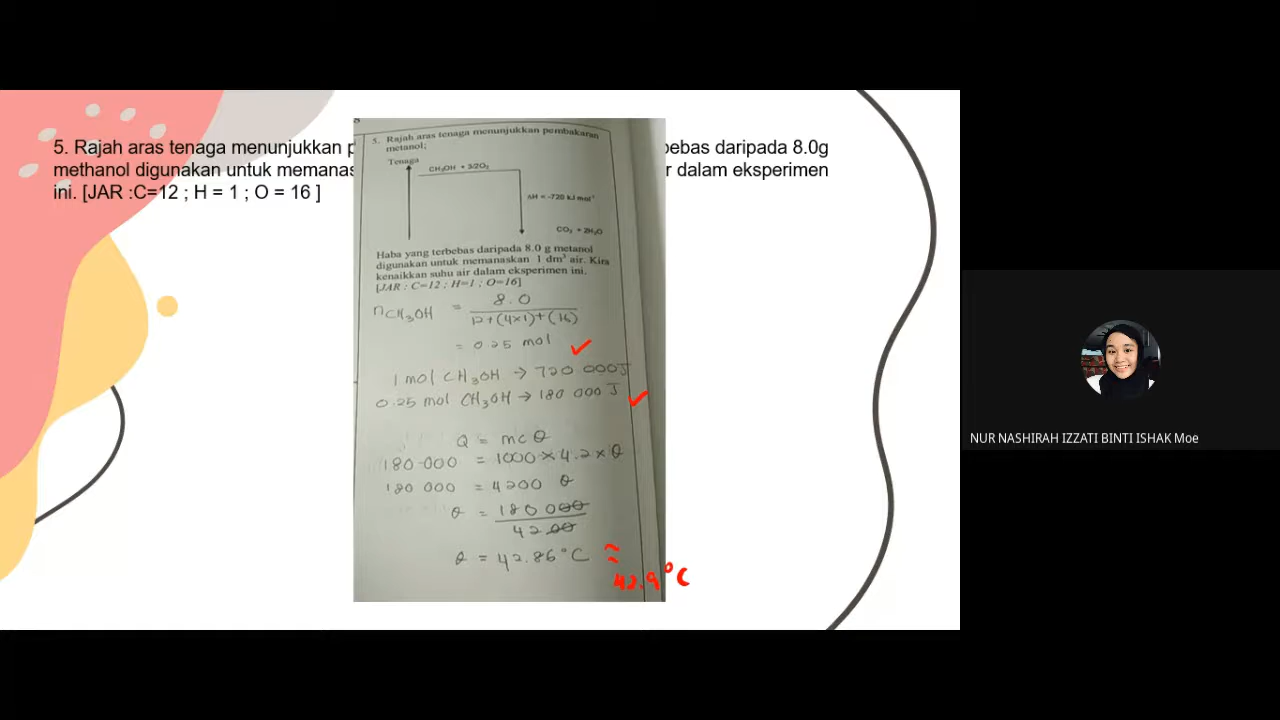 5. Rajah aras tenaga menunjukkan p
bebas daripada 8.0g
methanol digunakan untuk memanas
r dalam eksperimen
ini. [JAR :C=12 ; H = 1 ; O = 16 ]
5. Rajah aras tenaga menunjukkan pembakaran
metanol;
Tenaga
CH₃OH + 3/2O₂
ΔH = -720 kJ mol⁻¹
CO₂ + 2H₂O
Haba yang terbebas daripada 8.0 g metanol
digunakan untuk memanaskan 1 dm³ air. Kira
kenaikkan suhu air dalam eksperimen ini.
[JAR : C=12 ; H=1 ; O=16]
nCH₃OH = 8.0
12+(4×1)+(16)
= 0.25 mol ✓
1 mol CH₃OH → 720 000J
0.25 mol CH₃OH → 180 000 J ✓
Q = mcθ
180 000 = 1000 × 4.2 × θ
180 000 = 4200 θ
θ = 180 000
4200
θ = 42.86°C ≈
42.9°C
NUR NASHIRAH IZZATI BINTI ISHAK Moe